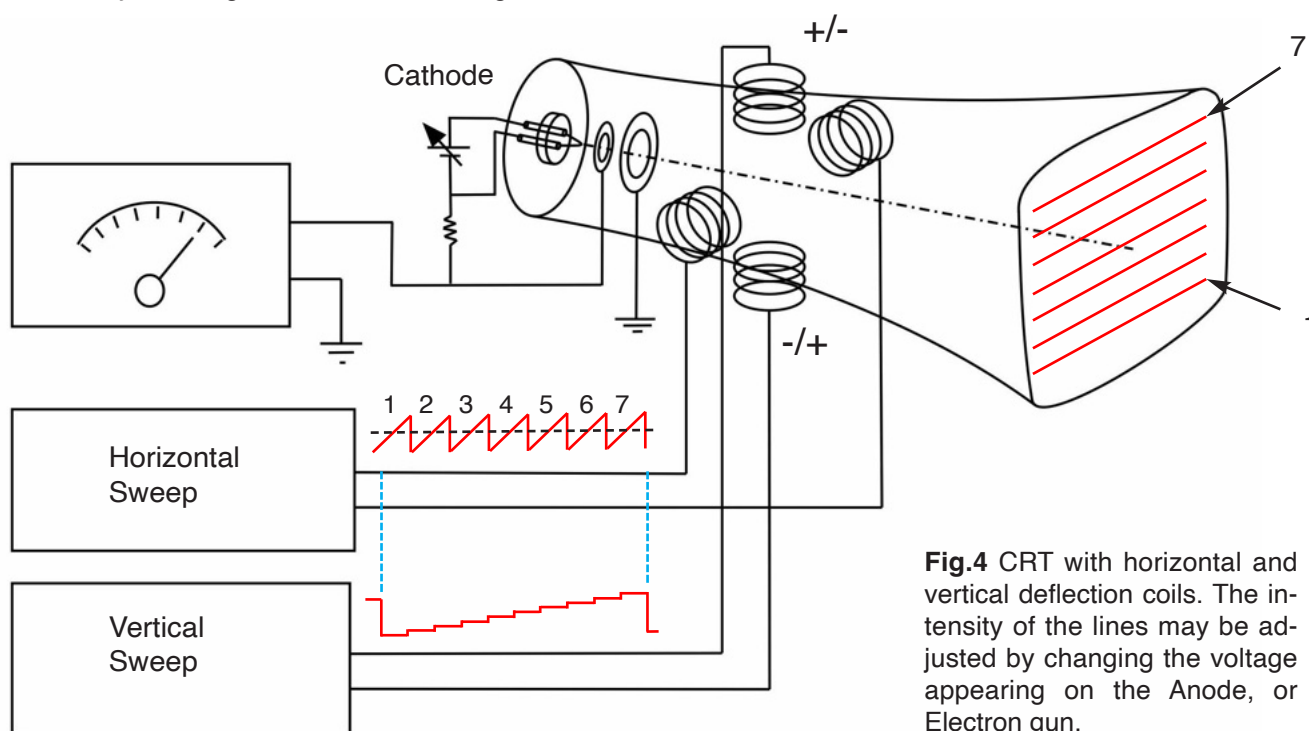 +/-
7
Cathode
-/+
1 2 3 4 5 6 7
Horizontal
Sweep
Vertical
Sweep
Fig.4 CRT with horizontal and
vertical deflection coils. The in-
tensity of the lines may be ad-
justed by changing the voltage
appearing on the Anode, or
Electron gun.